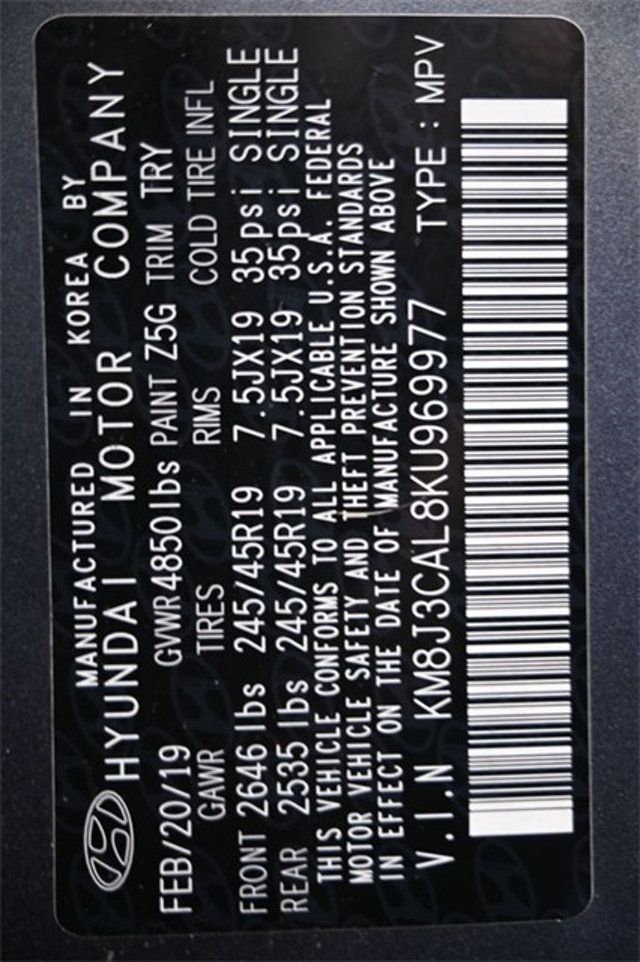 MANUFACTURED IN KOREA BY
HYUNDAI MOTOR COMPANY
FEB/20/19 GVWR 4850lbs PAINT Z5G TRIM TRY
GAWR TIRES RIMS COLD TIRE INFL
FRONT 2646 lbs 245/45R19 7.5JX19 35psi SINGLE
REAR 2535 lbs 245/45R19 7.5JX19 35psi SINGLE
THIS VEHICLE CONFORMS TO ALL APPLICABLE U.S.A. FEDERAL
MOTOR VEHICLE SAFETY AND THEFT PREVENTION STANDARDS
IN EFFECT ON THE DATE OF MANUFACTURE SHOWN ABOVE
V.I.N KM8J3CAL8KU969977 TYPE : MPV